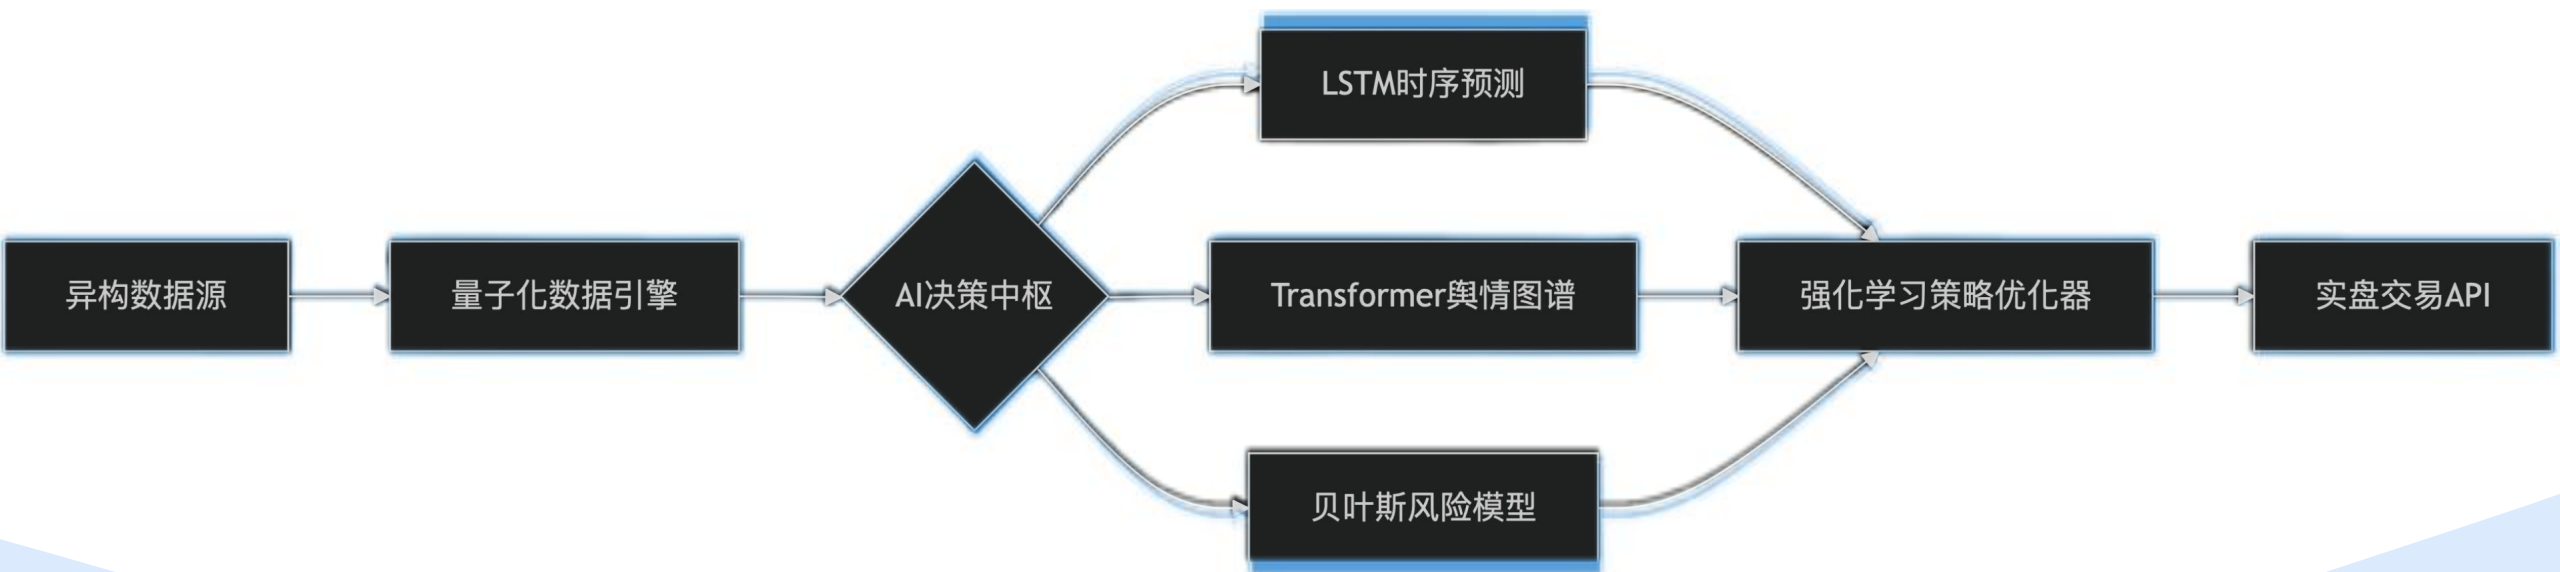 异构数据源
量子化数据引擎
AI决策中枢
LSTM时序预测
Transformer舆情图谱
贝叶斯风险模型
强化学习策略优化器
实盘交易API